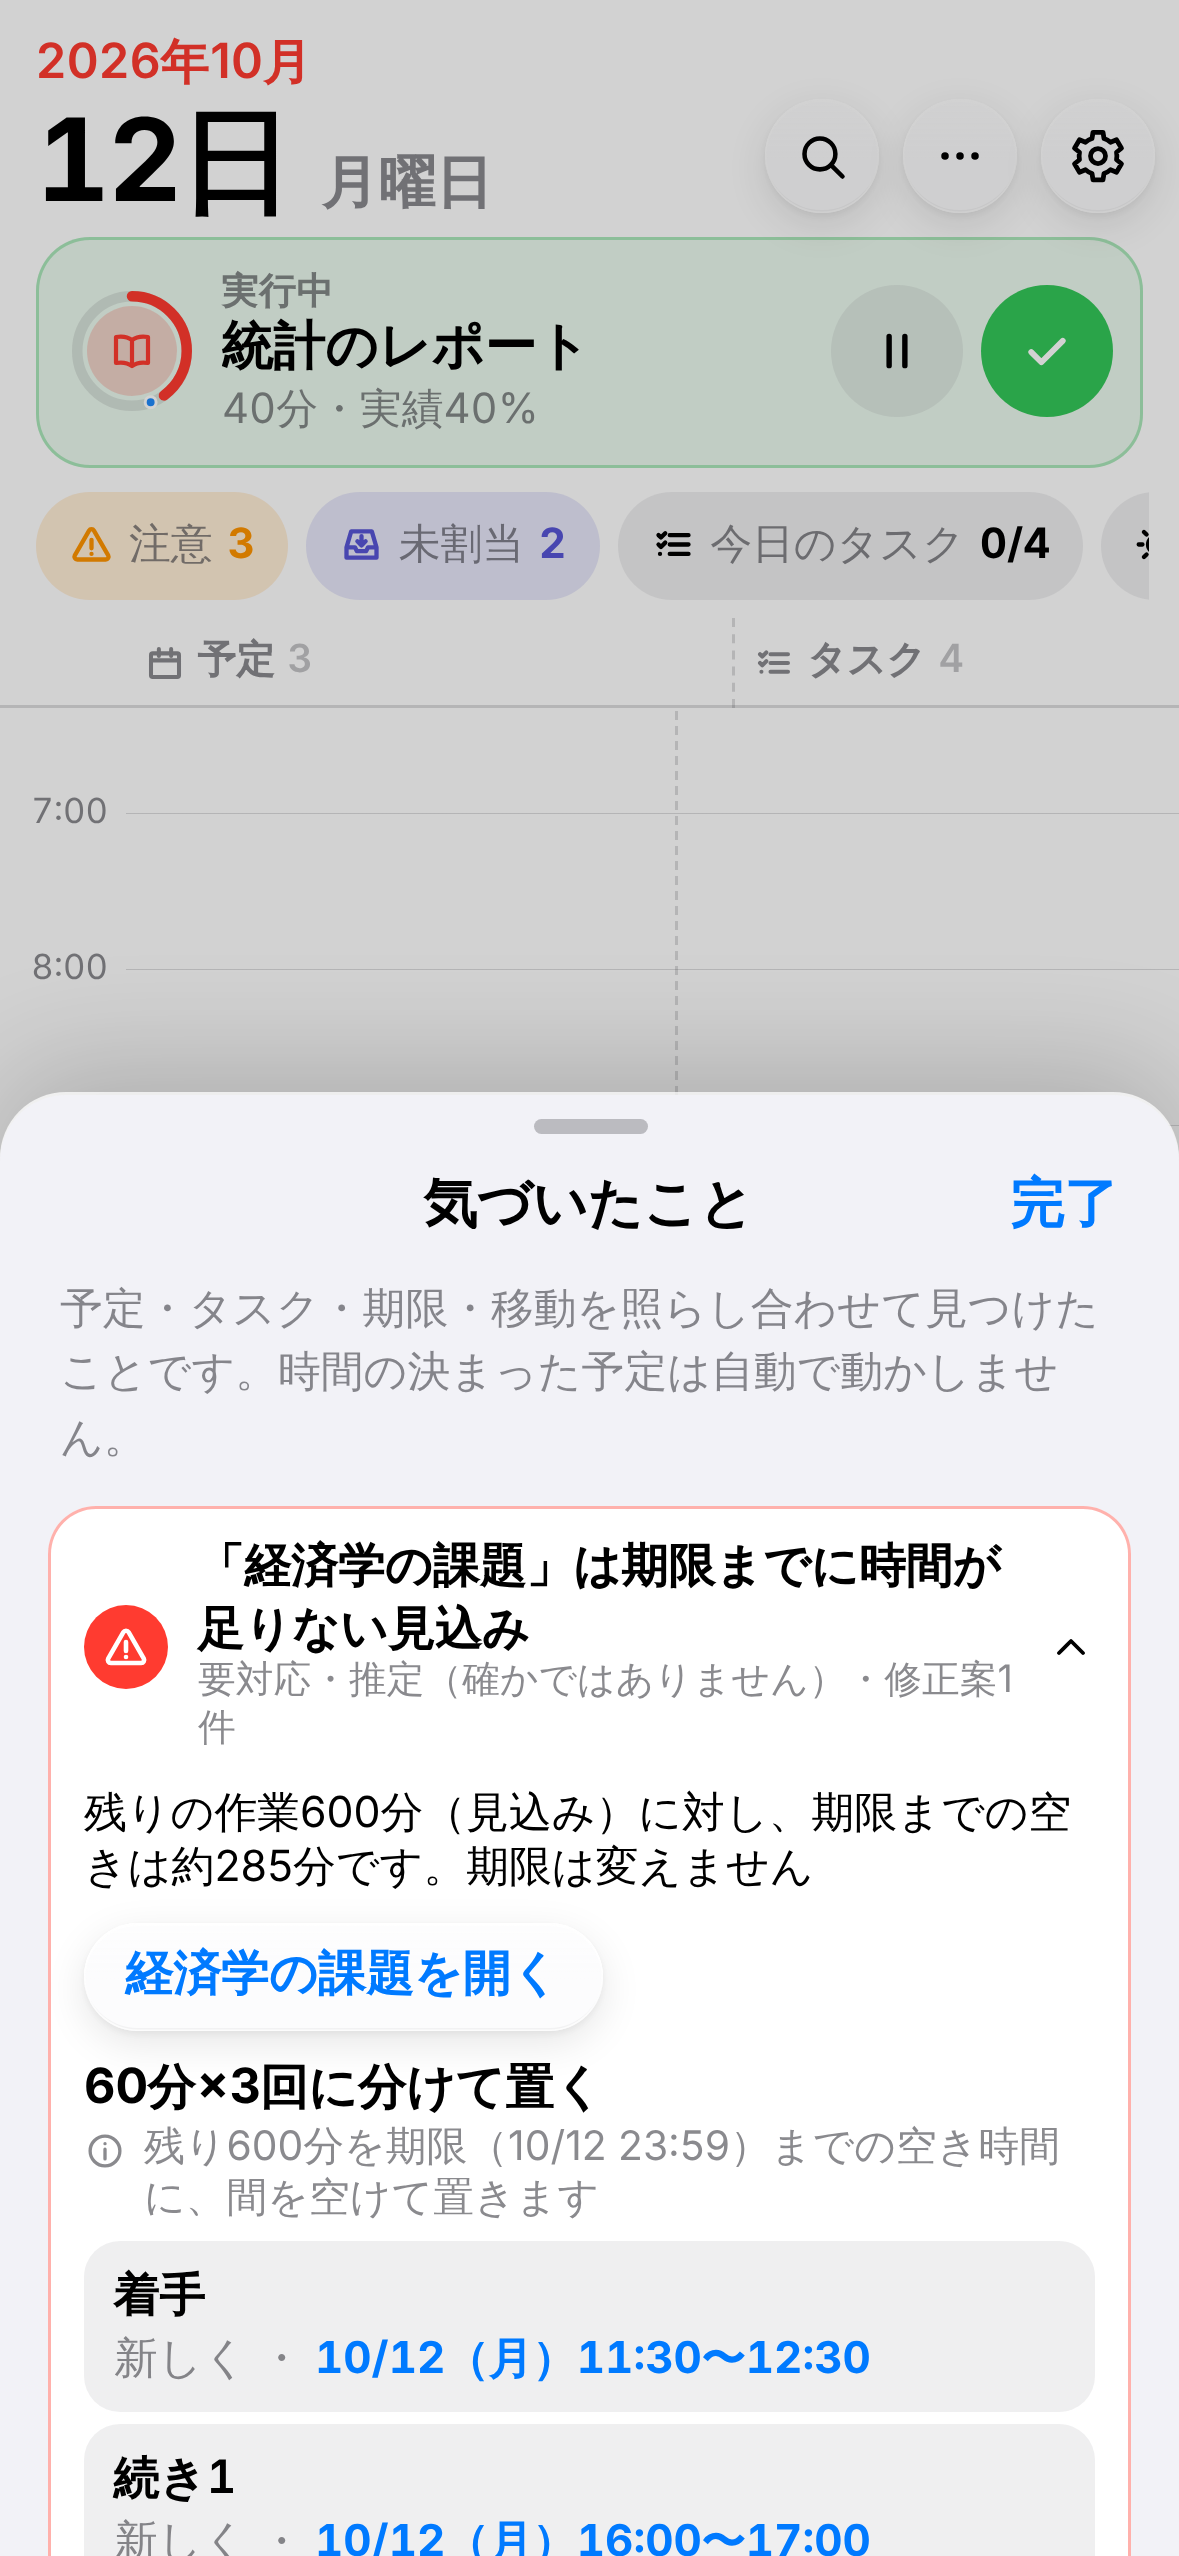 2026年10月
12日 月曜日
実行中
統計のレポート
40分・実績40%
注意 3
未割当 2
今日のタスク 0/4
予定 3
タスク 4
7:00
8:00
気づいたこと
完了
予定・タスク・期限・移動を照らし合わせて見つけた
ことです。時間の決まった予定は自動で動かしませ
ん。
「経済学の課題」は期限までに時間が
足りない見込み
要対応・推定（確かではありません）・修正案1
件
残りの作業600分（見込み）に対し、期限までの空
きは約285分です。期限は変えません
経済学の課題を開く
60分×3回に分けて置く
残り600分を期限（10/12 23:59）までの空き時間
に、間を空けて置きます
着手
新しく ・ 10/12（月）11:30〜12:30
続き1
新しく ・ 10/12（月）16:00〜17:00